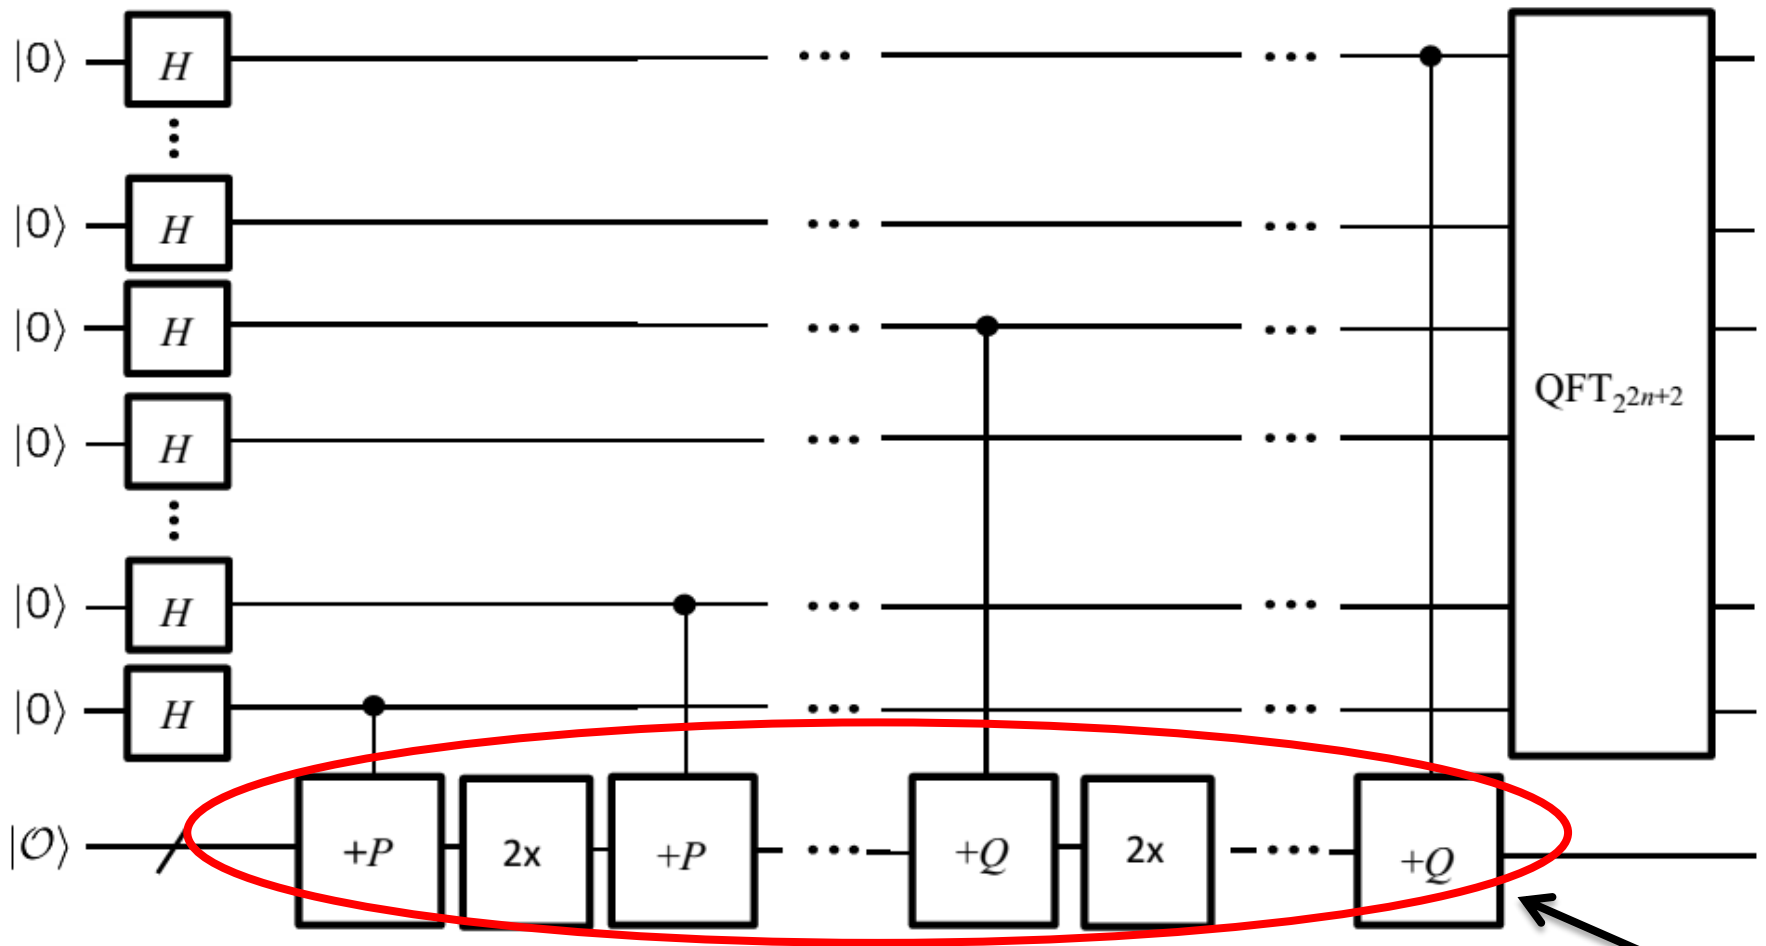 |0⟩ H
|0⟩ H
|0⟩ H
QFT_{2^{2n+2}}
|0⟩ H
|0⟩ H
|0⟩ H
|𝒪⟩ +P 2x +P ··· +Q 2x ··· +Q